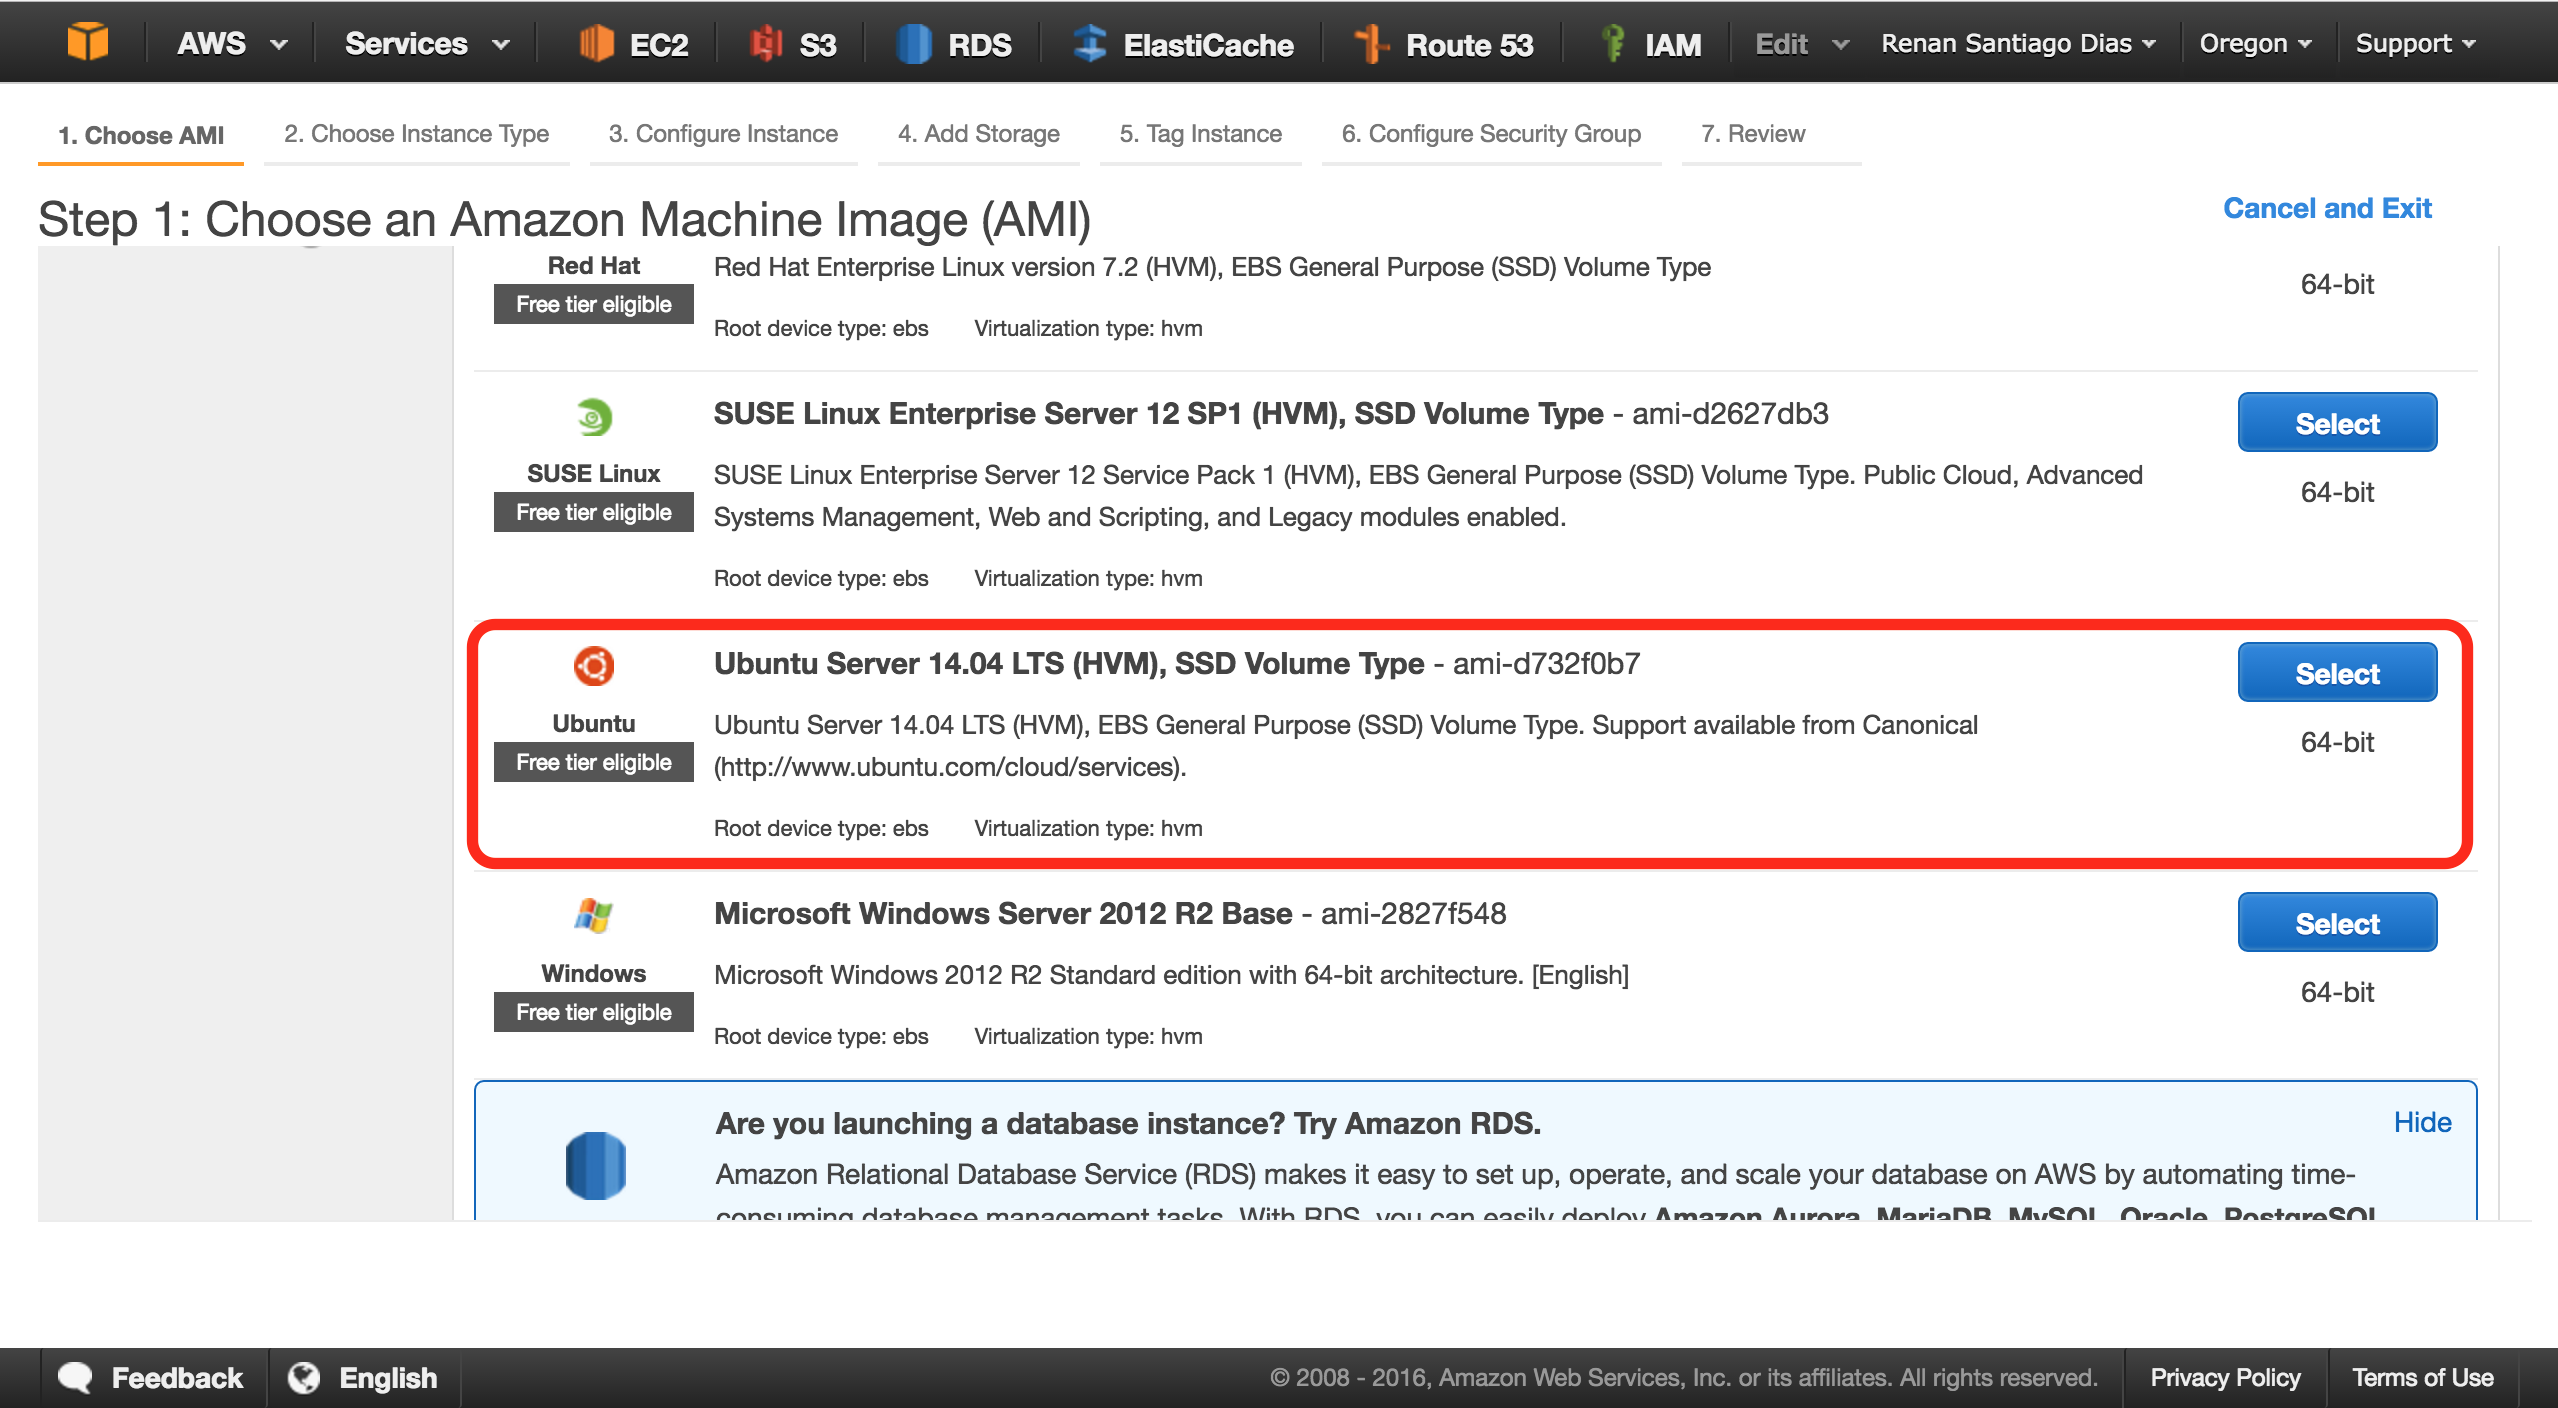 AWS Services EC2 S3 RDS ElastiCache Route 53 IAM Edit Renan Santiago Dias Oregon Support
1. Choose AMI 2. Choose Instance Type 3. Configure Instance 4. Add Storage 5. Tag Instance 6. Configure Security Group 7. Review
Step 1: Choose an Amazon Machine Image (AMI)
Cancel and Exit
Red Hat
Free tier eligible
Red Hat Enterprise Linux version 7.2 (HVM), EBS General Purpose (SSD) Volume Type
Root device type: ebs Virtualization type: hvm
64-bit
SUSE Linux
Free tier eligible
SUSE Linux Enterprise Server 12 SP1 (HVM), SSD Volume Type - ami-d2627db3
SUSE Linux Enterprise Server 12 Service Pack 1 (HVM), EBS General Purpose (SSD) Volume Type. Public Cloud, Advanced
Systems Management, Web and Scripting, and Legacy modules enabled.
Root device type: ebs Virtualization type: hvm
Select
64-bit
Ubuntu
Free tier eligible
Ubuntu Server 14.04 LTS (HVM), SSD Volume Type - ami-d732f0b7
Ubuntu Server 14.04 LTS (HVM), EBS General Purpose (SSD) Volume Type. Support available from Canonical
(http://www.ubuntu.com/cloud/services).
Root device type: ebs Virtualization type: hvm
Select
64-bit
Windows
Free tier eligible
Microsoft Windows Server 2012 R2 Base - ami-2827f548
Microsoft Windows 2012 R2 Standard edition with 64-bit architecture. [English]
Root device type: ebs Virtualization type: hvm
Select
64-bit
Are you launching a database instance? Try Amazon RDS.
Hide
Amazon Relational Database Service (RDS) makes it easy to set up, operate, and scale your database on AWS by automating time-
consuming database management tasks. With RDS, you can easily deploy Amazon Aurora, MariaDB, MySQL, Oracle, PostgreSQL
Feedback English © 2008 - 2016, Amazon Web Services, Inc. or its affiliates. All rights reserved. Privacy Policy Terms of Use